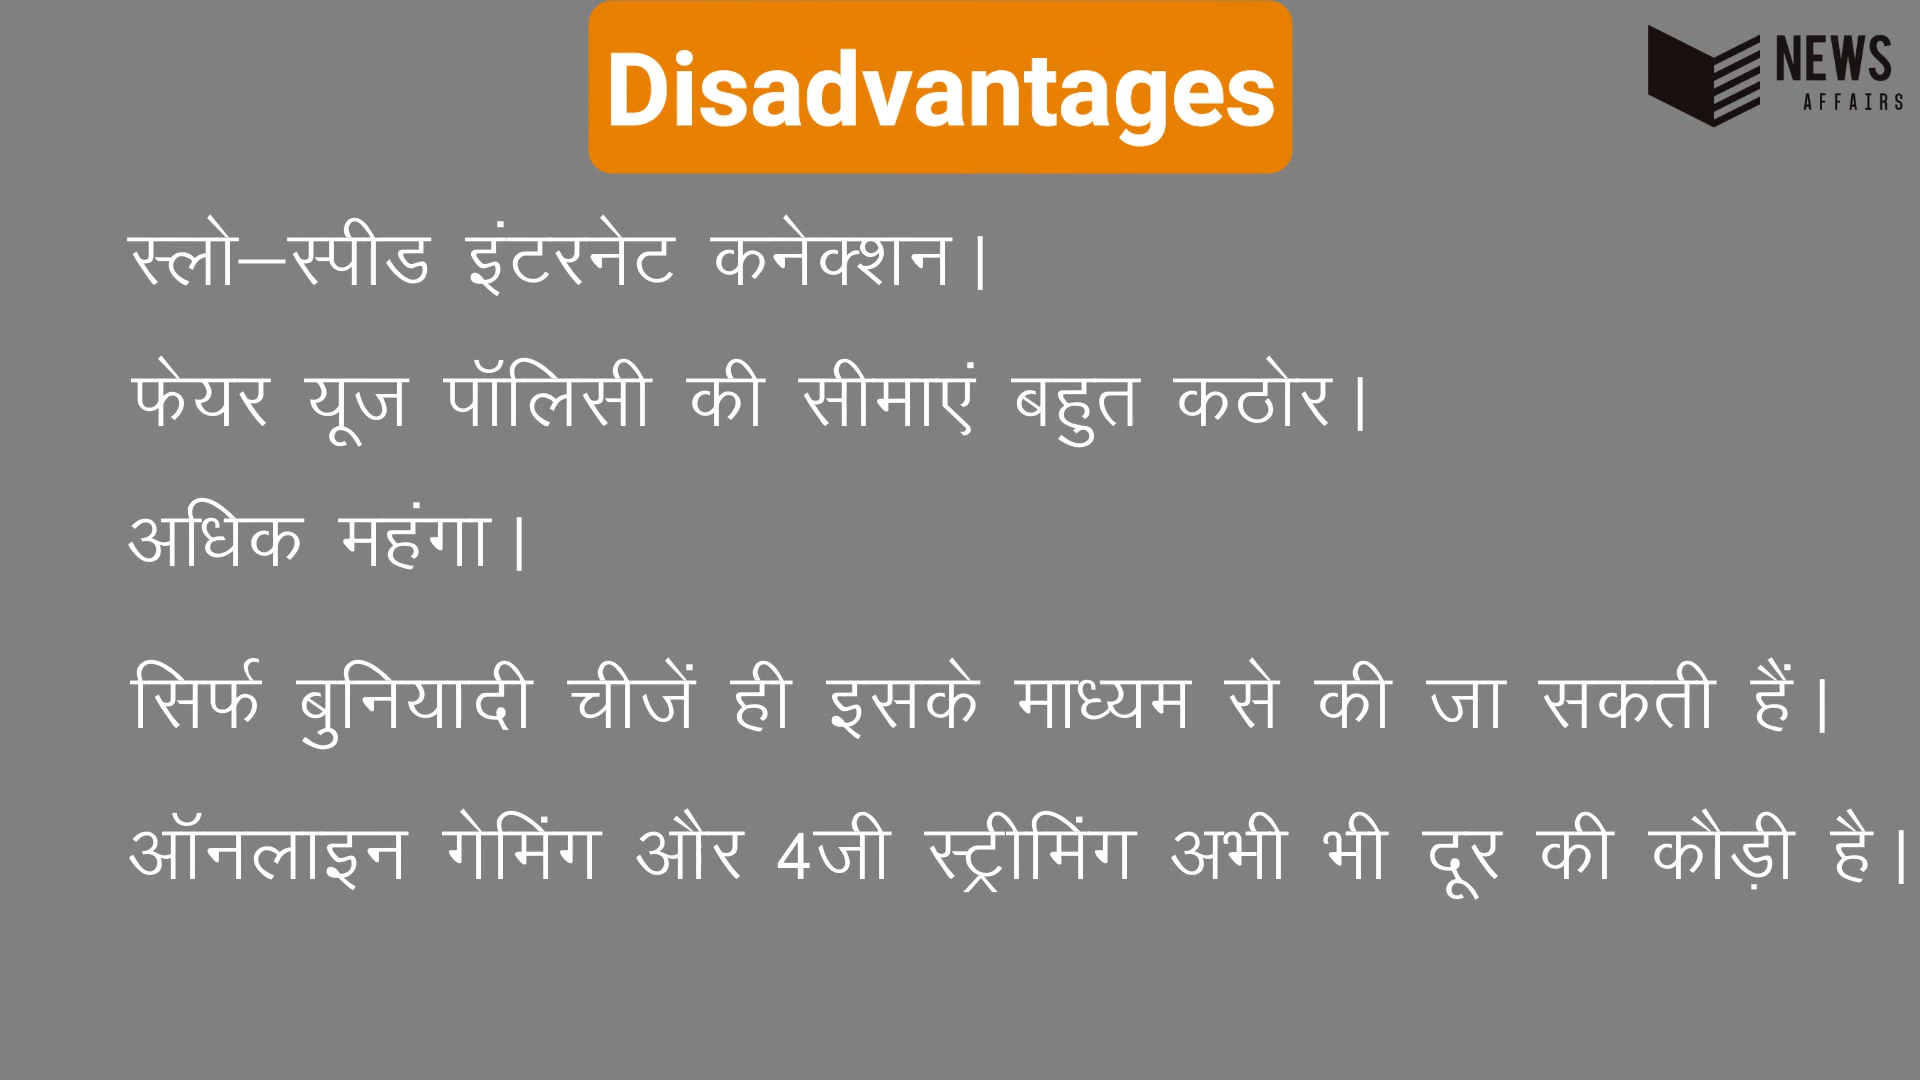 Disadvantages
NEWS
AFFAIRS
स्लो–स्पीड इंटरनेट कनेक्शन।
फेयर यूज पॉलिसी की सीमाएं बहुत कठोर।
अधिक महंगा।
सिर्फ बुनियादी चीजें ही इसके माध्यम से की जा सकती हैं।
ऑनलाइन गेमिंग और 4जी स्ट्रीमिंग अभी भी दूर की कौड़ी है।